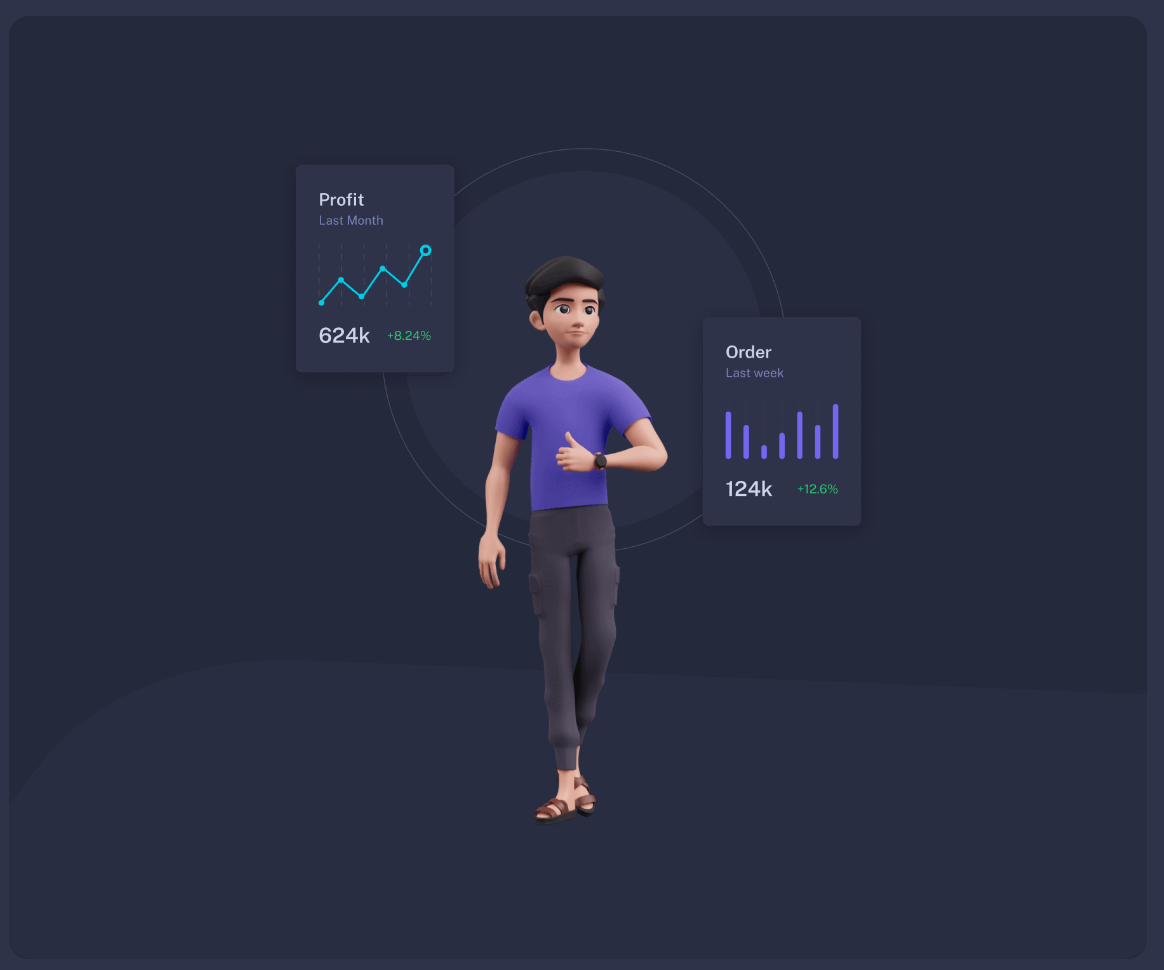 Profit
Last Month
624k +8.24%
Order
Last week
124k +12.6%